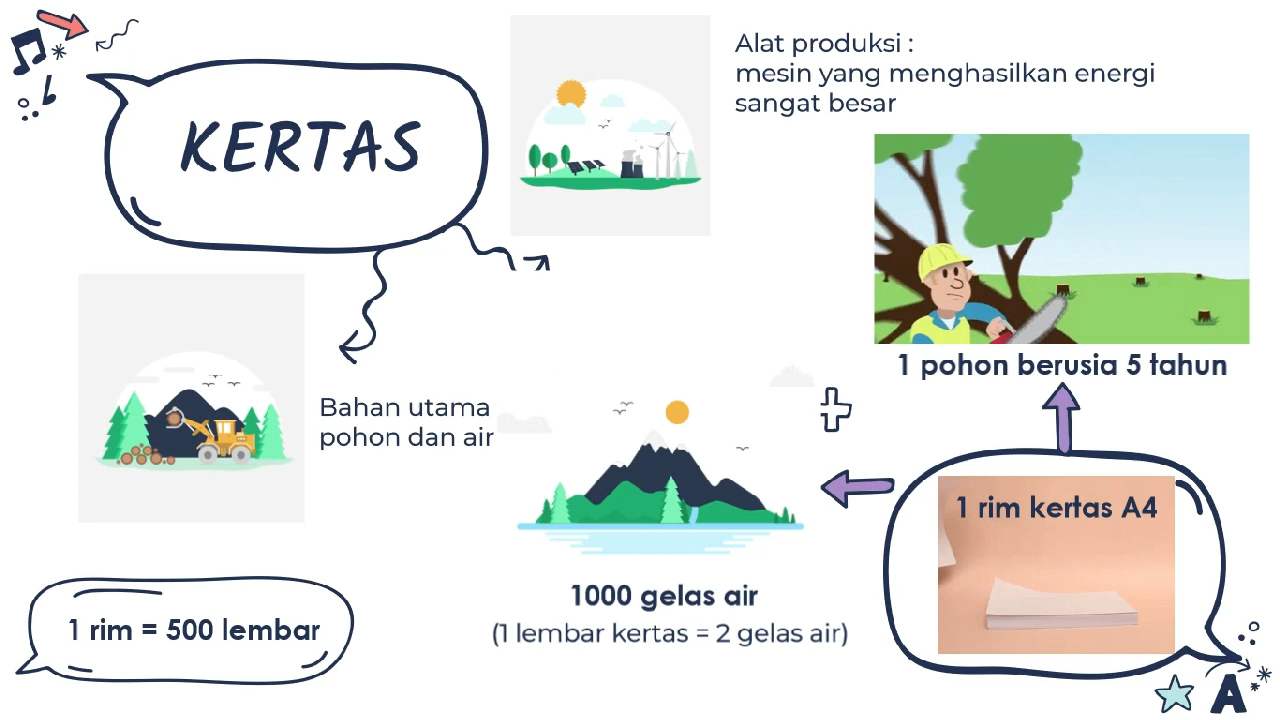 KERTAS
Alat produksi :
mesin yang menghasilkan energi
sangat besar
Bahan utama
pohon dan air
1 pohon berusia 5 tahun
1 rim kertas A4
1000 gelas air
(1 lembar kertas = 2 gelas air)
1 rim = 500 lembar
A